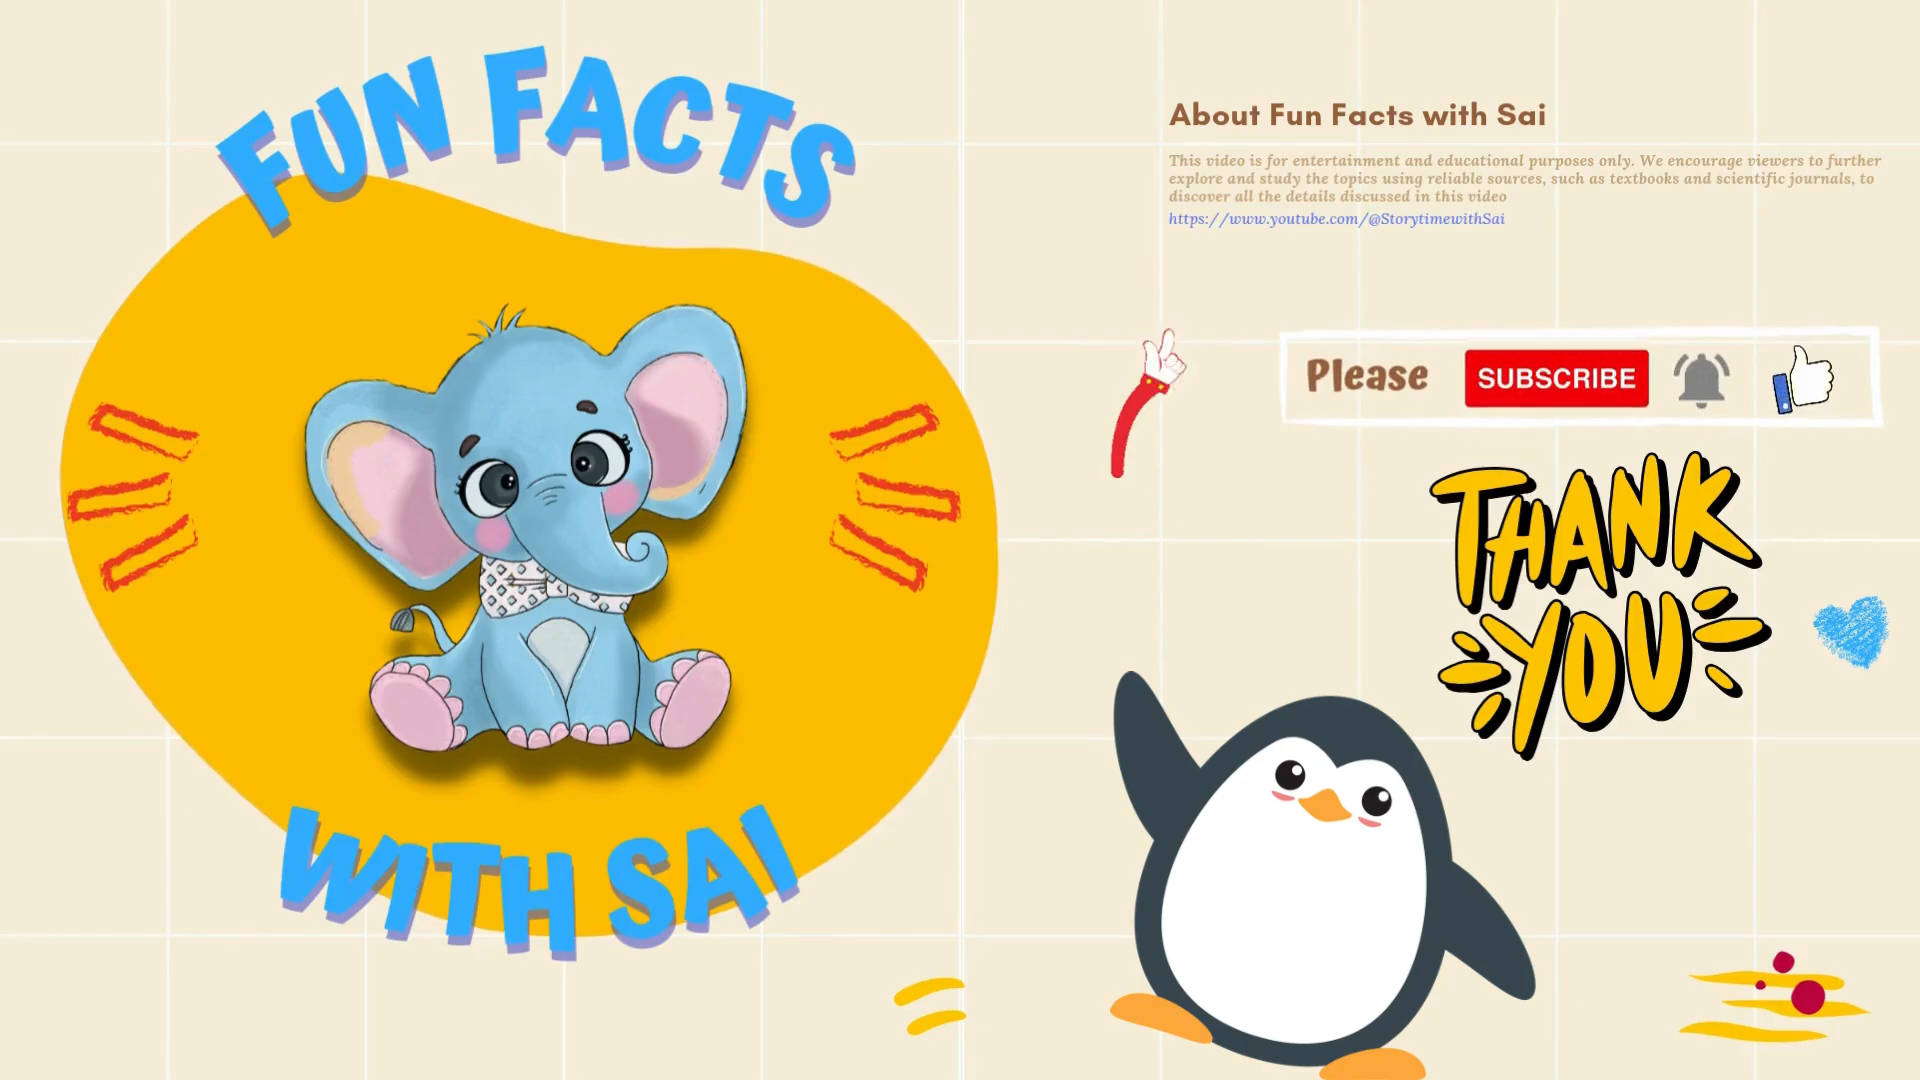 FUN FACTS
WITH SAI
About Fun Facts with Sai
This video is for entertainment and educational purposes only. We encourage viewers to further
explore and study the topics using reliable sources, such as textbooks and scientific journals, to
discover all the details discussed in this video
https://www.youtube.com/@StorytimewithSai
Please SUBSCRIBE
THANK
YOU